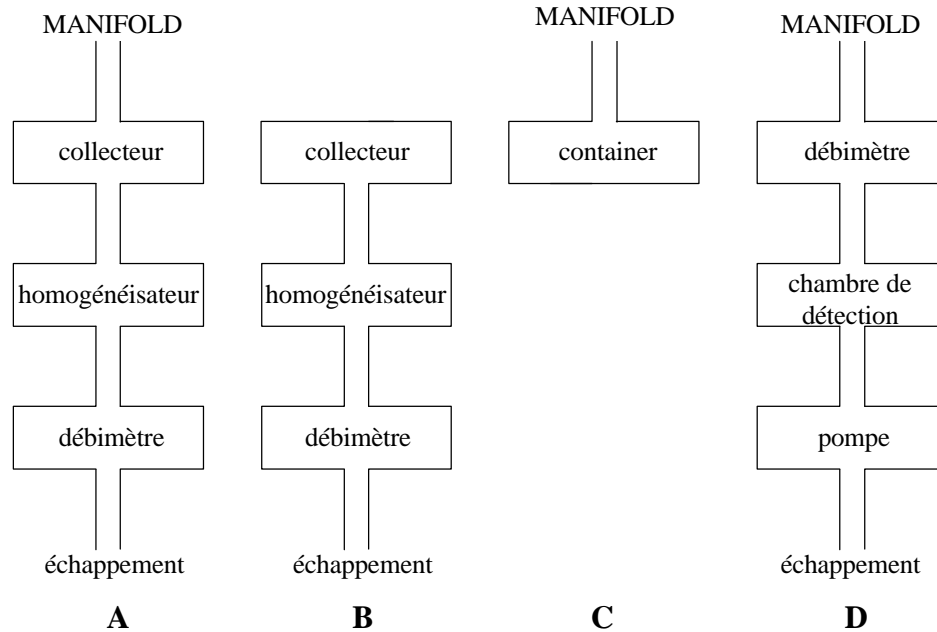 MANIFOLD
collecteur
homogénéisateur
débimètre
échappement
A
collecteur
homogénéisateur
débimètre
échappement
B
MANIFOLD
container
C
MANIFOLD
débimètre
chambre de
détection
pompe
échappement
D